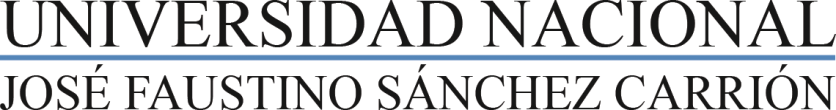 UNIVERSIDAD NACIONAL
JOSÉ FAUSTINO SÁNCHEZ CARRIÓN